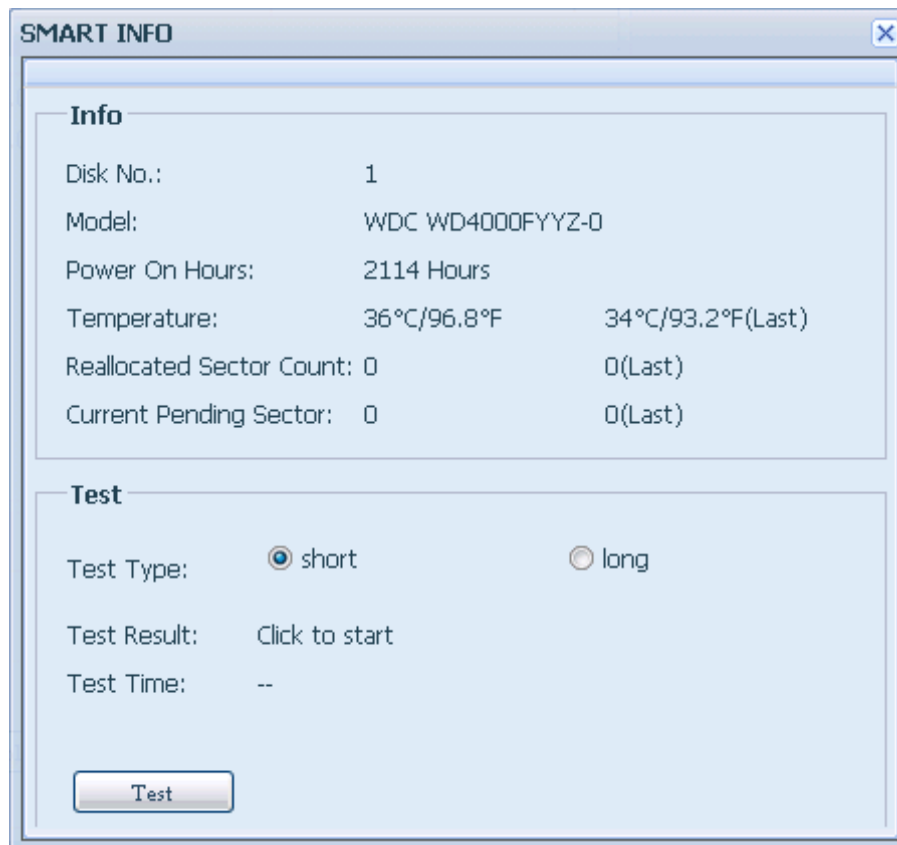 SMART INFO
Info
Disk No.: 1
Model: WDC WD4000FYYZ-0
Power On Hours: 2114 Hours
Temperature: 36°C/96.8°F 34°C/93.2°F(Last)
Reallocated Sector Count: 0 0(Last)
Current Pending Sector: 0 0(Last)
Test
Test Type: short long
Test Result: Click to start
Test Time: --
Test